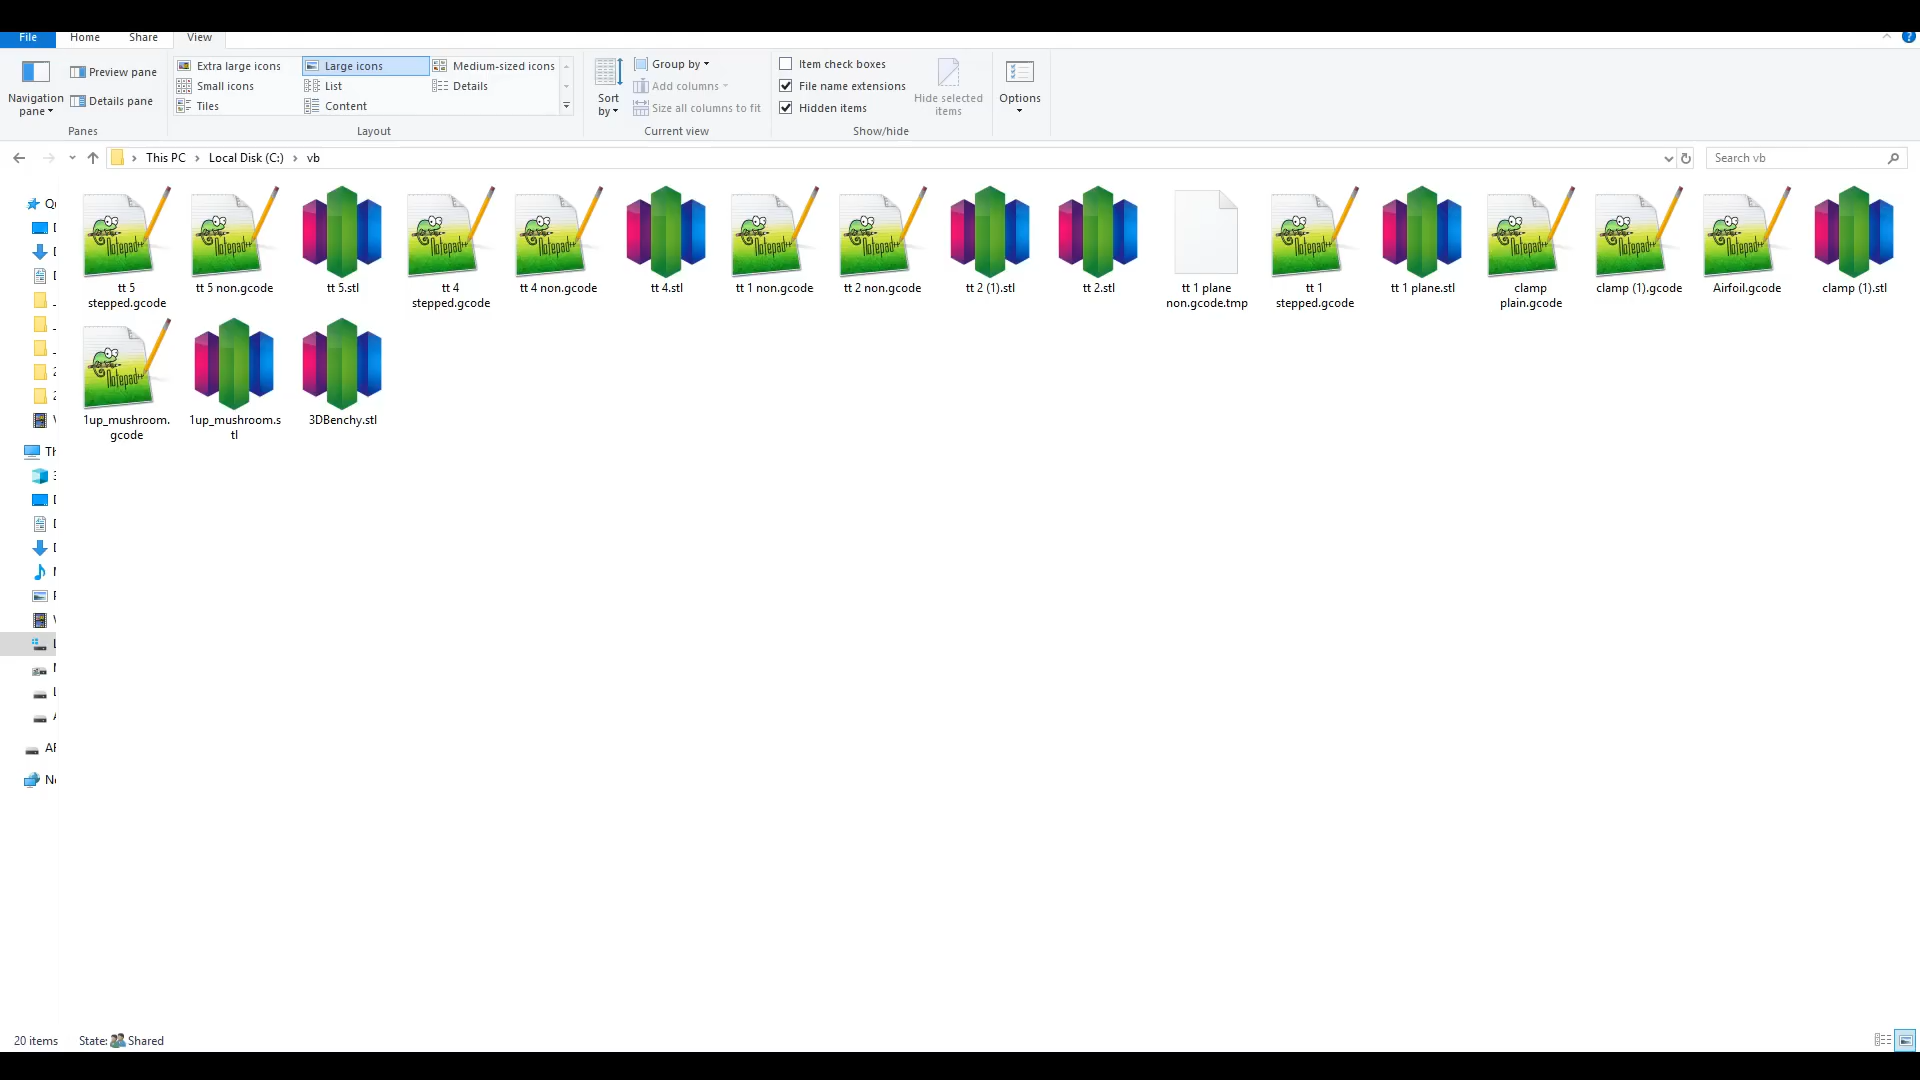 File Home Share View
Extra large icons Large icons Medium-sized icons
Small icons List Details
Tiles Content
Navigation pane
Preview pane
Details pane
Sort by
Group by
Add columns
Size all columns to fit
Item check boxes
File name extensions
Hidden items
Hide selected items
Options
Panes Layout Current view Show/hide
This PC Local Disk (C:) vb
Search vb
tt 5 stepped.gcode
tt 5 non.gcode
tt 5.stl
tt 4 stepped.gcode
tt 4 non.gcode
tt 4.stl
tt 1 non.gcode
tt 2 non.gcode
tt 2 (1).stl
tt 2.stl
tt 1 plane non.gcode.tmp
tt 1 stepped.gcode
tt 1 plane.stl
clamp plain.gcode
clamp (1).gcode
Airfoil.gcode
clamp (1).stl
1up_mushroom.gcode
1up_mushroom.stl
3DBenchy.stl
20 items State: Shared